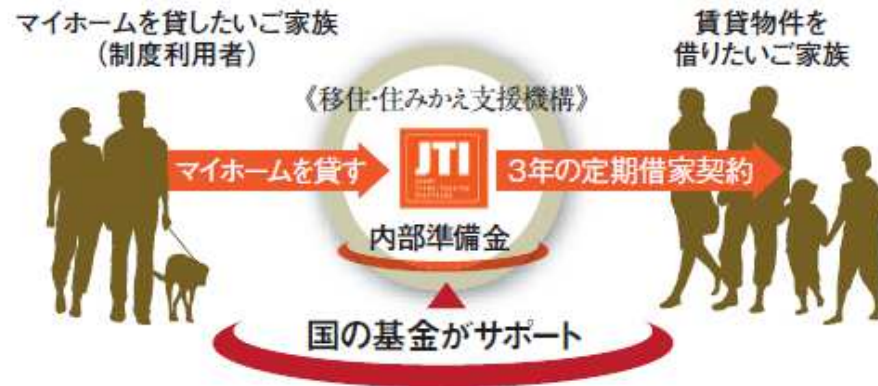 マイホームを貸したいご家族
(制度利用者)
賃貸物件を
借りたいご家族
《移住・住みかえ支援機構》
マイホームを貸す
JTI
3年の定期借家契約
内部準備金
国の基金がサポート